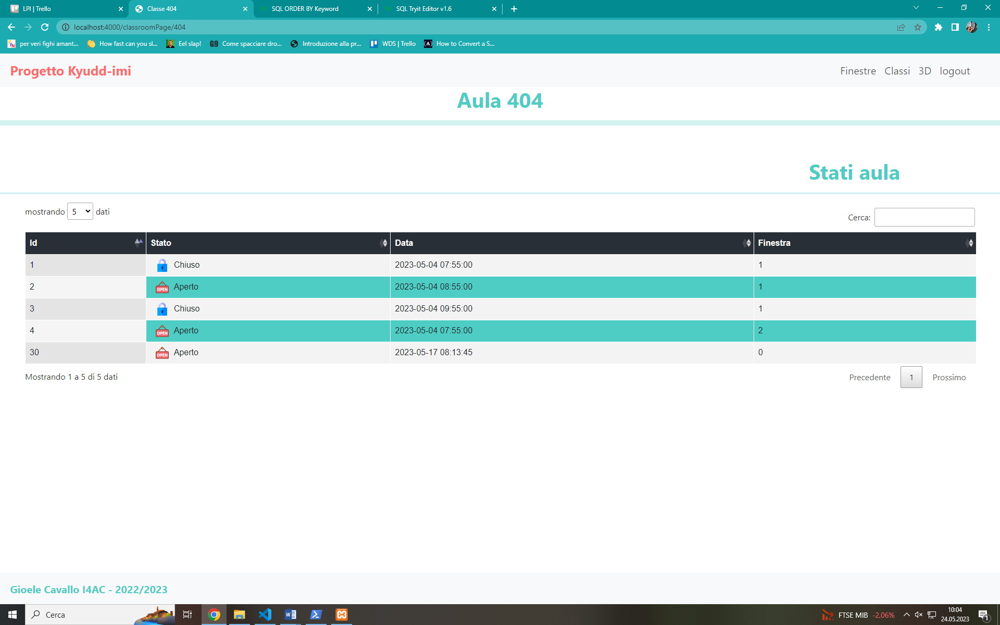 LPI | Trello
Classe 404
SQL ORDER BY Keyword
SQL Tryit Editor v1.6
localhost:4000/classroomPage/404
per veri fighi amant...
How fast can you sl...
Eel slap!
G9 Come spacciare dro...
Introduzione alla pr...
WDS | Trello
How to Convert a S...
Progetto Kyudd-imi
Finestre Classi 3D logout
Aula 404
Stati aula
mostrando 5 dati
Cerca:
Id Stato Data Finestra
1 Chiuso 2023-05-04 07:55:00 1
2 OPEN Aperto 2023-05-04 08:55:00 1
3 Chiuso 2023-05-04 09:55:00 1
4 OPEN Aperto 2023-05-04 07:55:00 2
30 OPEN Aperto 2023-05-17 08:13:45 0
Mostrando 1 a 5 di 5 dati
Precedente 1 Prossimo
Gioele Cavallo I4AC - 2022/2023
Cerca
FTSE MIB -2,06%
10:04
24.05.2023
1